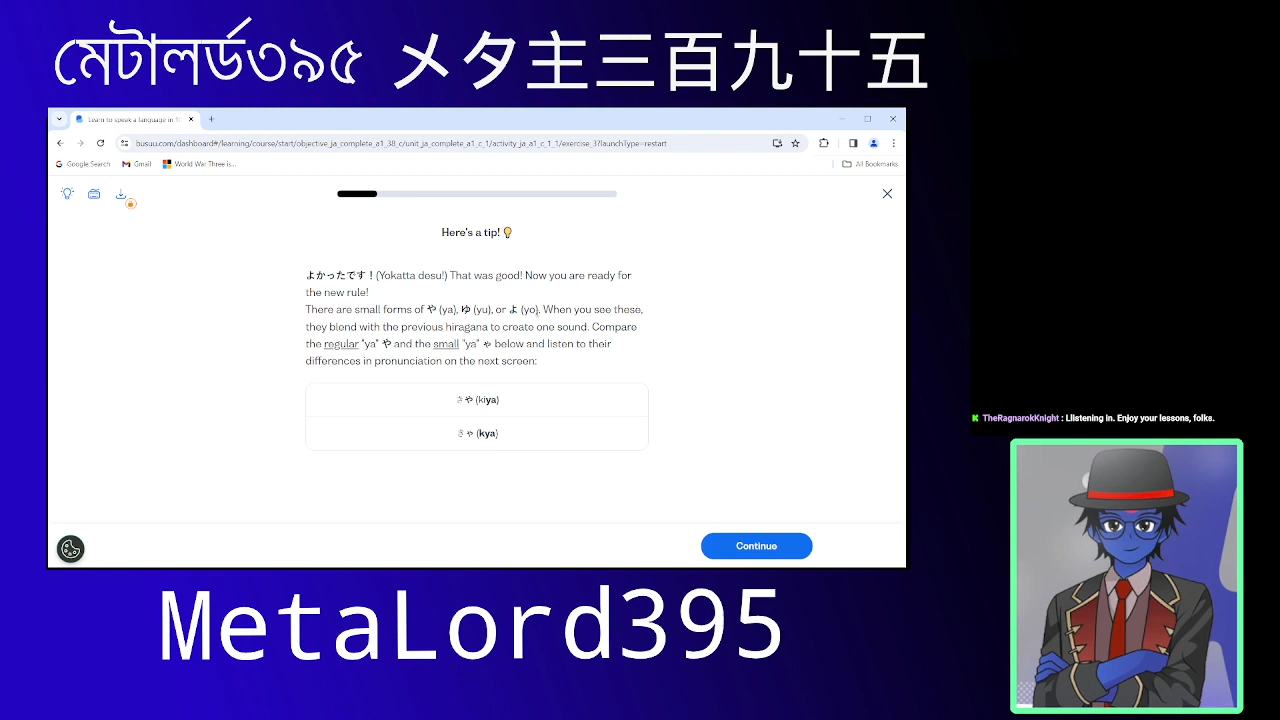 মেটালর্ড৩৯৫ メタ主三百九十五
Learn to speak a language in 1
busuu.com/dashboard#/learning/course/start/objective_ja_complete_a1_38_c/unit_ja_complete_a1_c_1/activity_ja_a1_c_1_1/exercise_3?launchType=restart
Google Search Gmail World War Three is... All Bookmarks
Here's a tip!
よかったです！(Yokatta desu!) That was good! Now you are ready for
the new rule!
There are small forms of や (ya), ゆ (yu), or よ (yo). When you see these,
they blend with the previous hiragana to create one sound. Compare
the regular "ya" や and the small "ya" ゃ below and listen to their
differences in pronunciation on the next screen:
きや (kiya)
きゃ (kya)
Continue
TheRagnarokKnight : Llistening in. Enjoy your lessons, folks.
MetaLord395